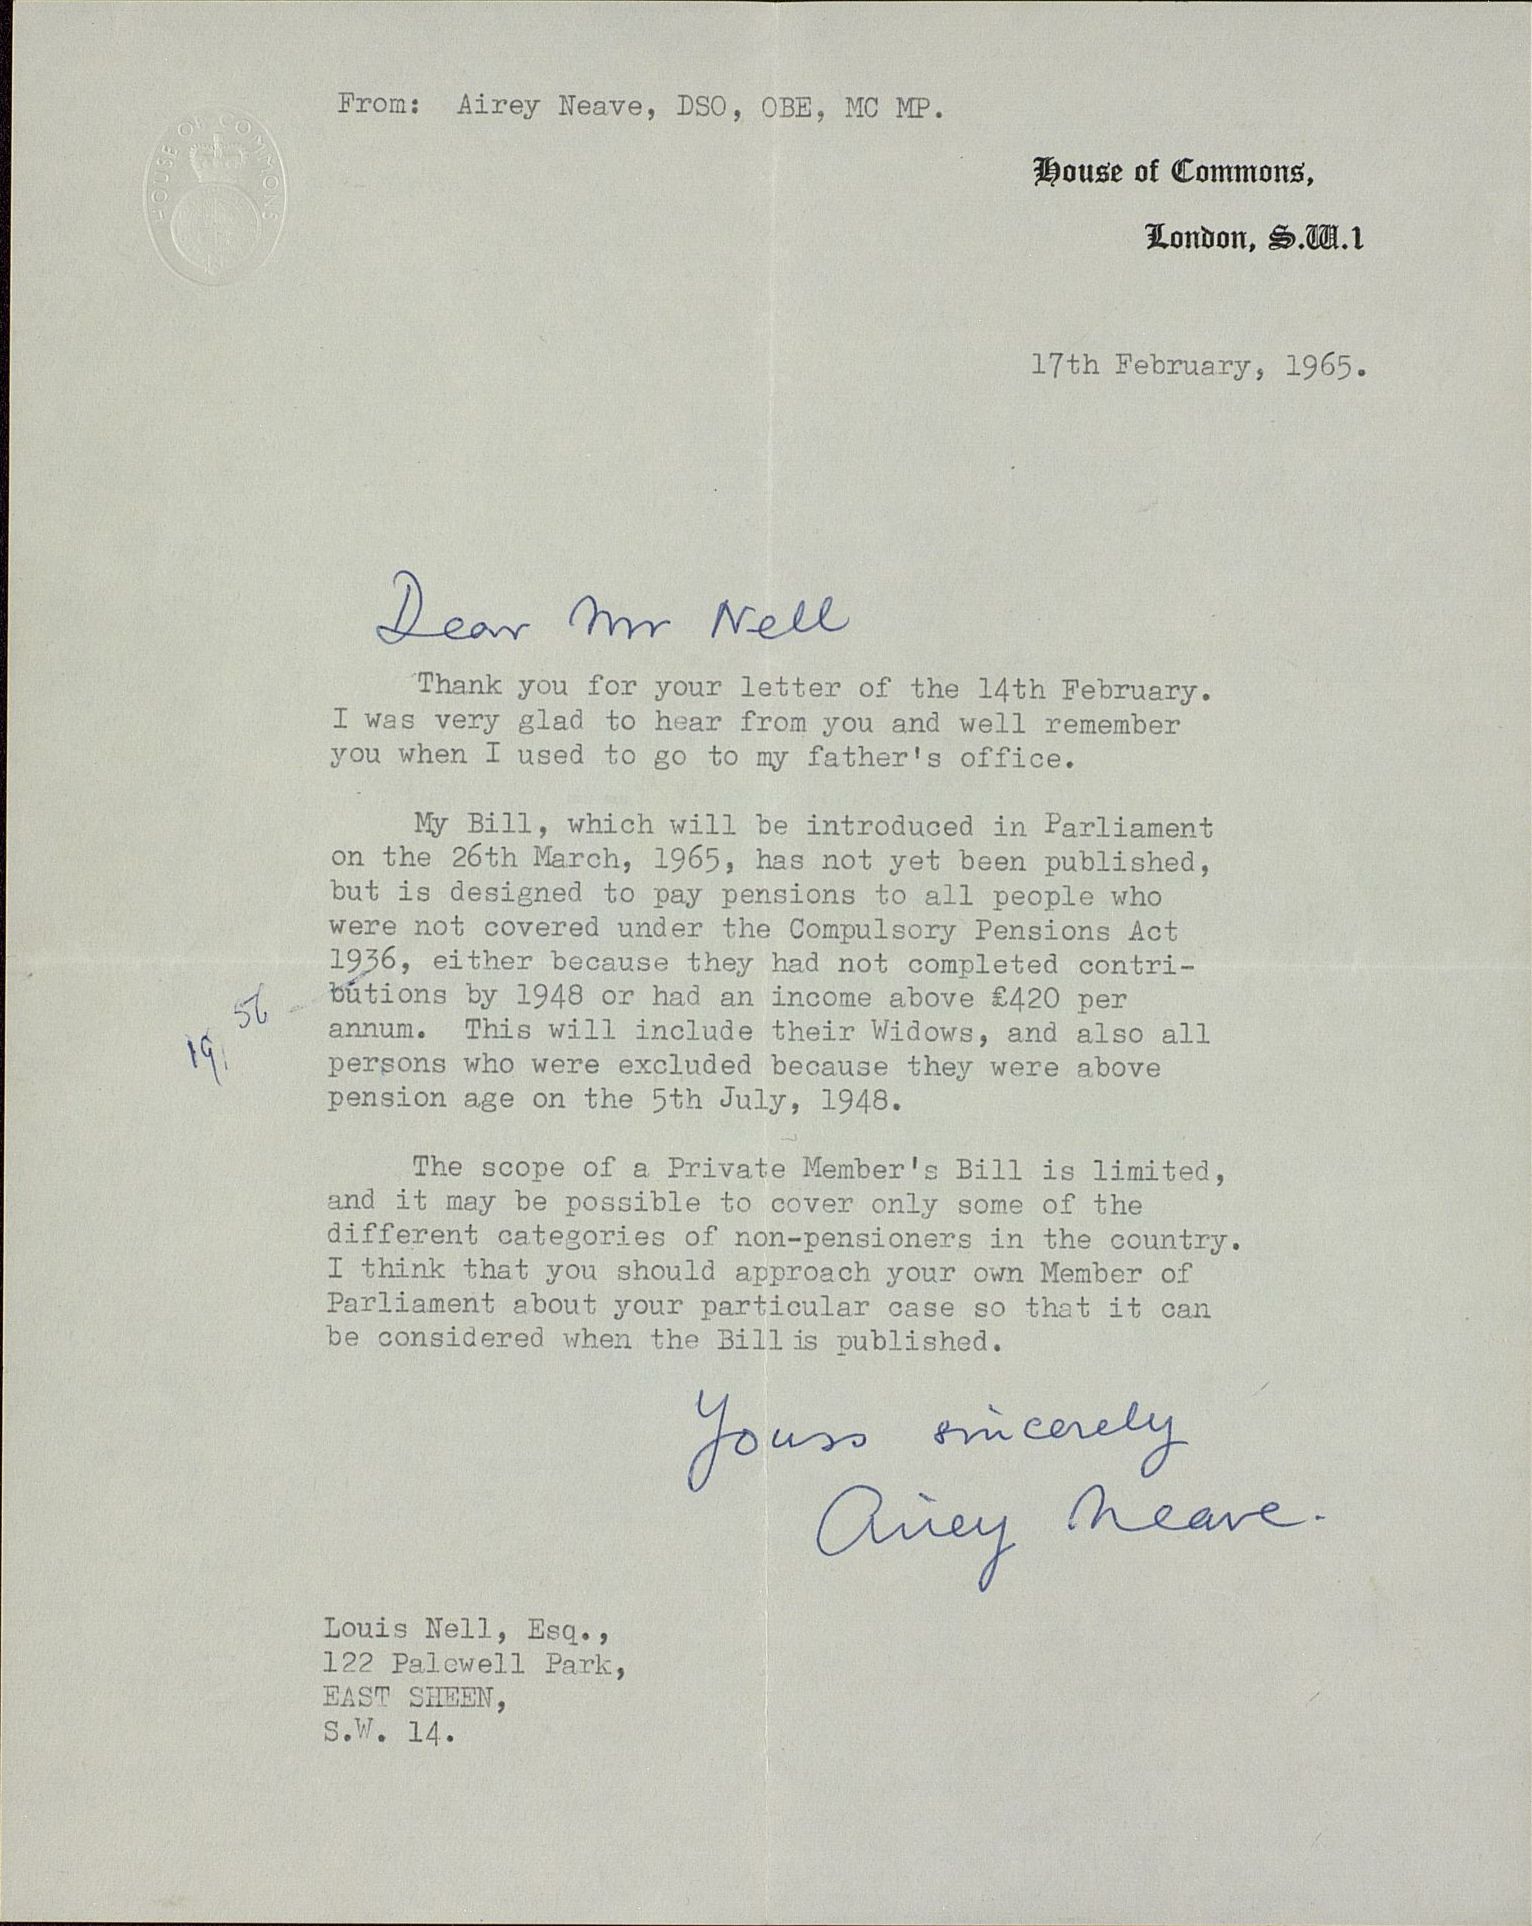 From: Airey Neave, DSO, OBE, MC MP.
HOUSE OF COMMONS
House of Commons,
London, S.W.1
17th February, 1965.
Dear Mr Nell
Thank you for your letter of the 14th February.
I was very glad to hear from you and well remember
you when I used to go to my father's office.
My Bill, which will be introduced in Parliament
on the 26th March, 1965, has not yet been published,
but is designed to pay pensions to all people who
were not covered under the Compulsory Pensions Act
1936, either because they had not completed contri-
butions by 1948 or had an income above £420 per
annum. This will include their Widows, and also all
persons who were excluded because they were above
pension age on the 5th July, 1948.
19 56
The scope of a Private Member's Bill is limited,
and it may be possible to cover only some of the
different categories of non-pensioners in the country.
I think that you should approach your own Member of
Parliament about your particular case so that it can
be considered when the Bill is published.
Yours sincerely
Airey Neave.
Louis Nell, Esq.,
122 Palewell Park,
EAST SHEEN,
S.W. 14.